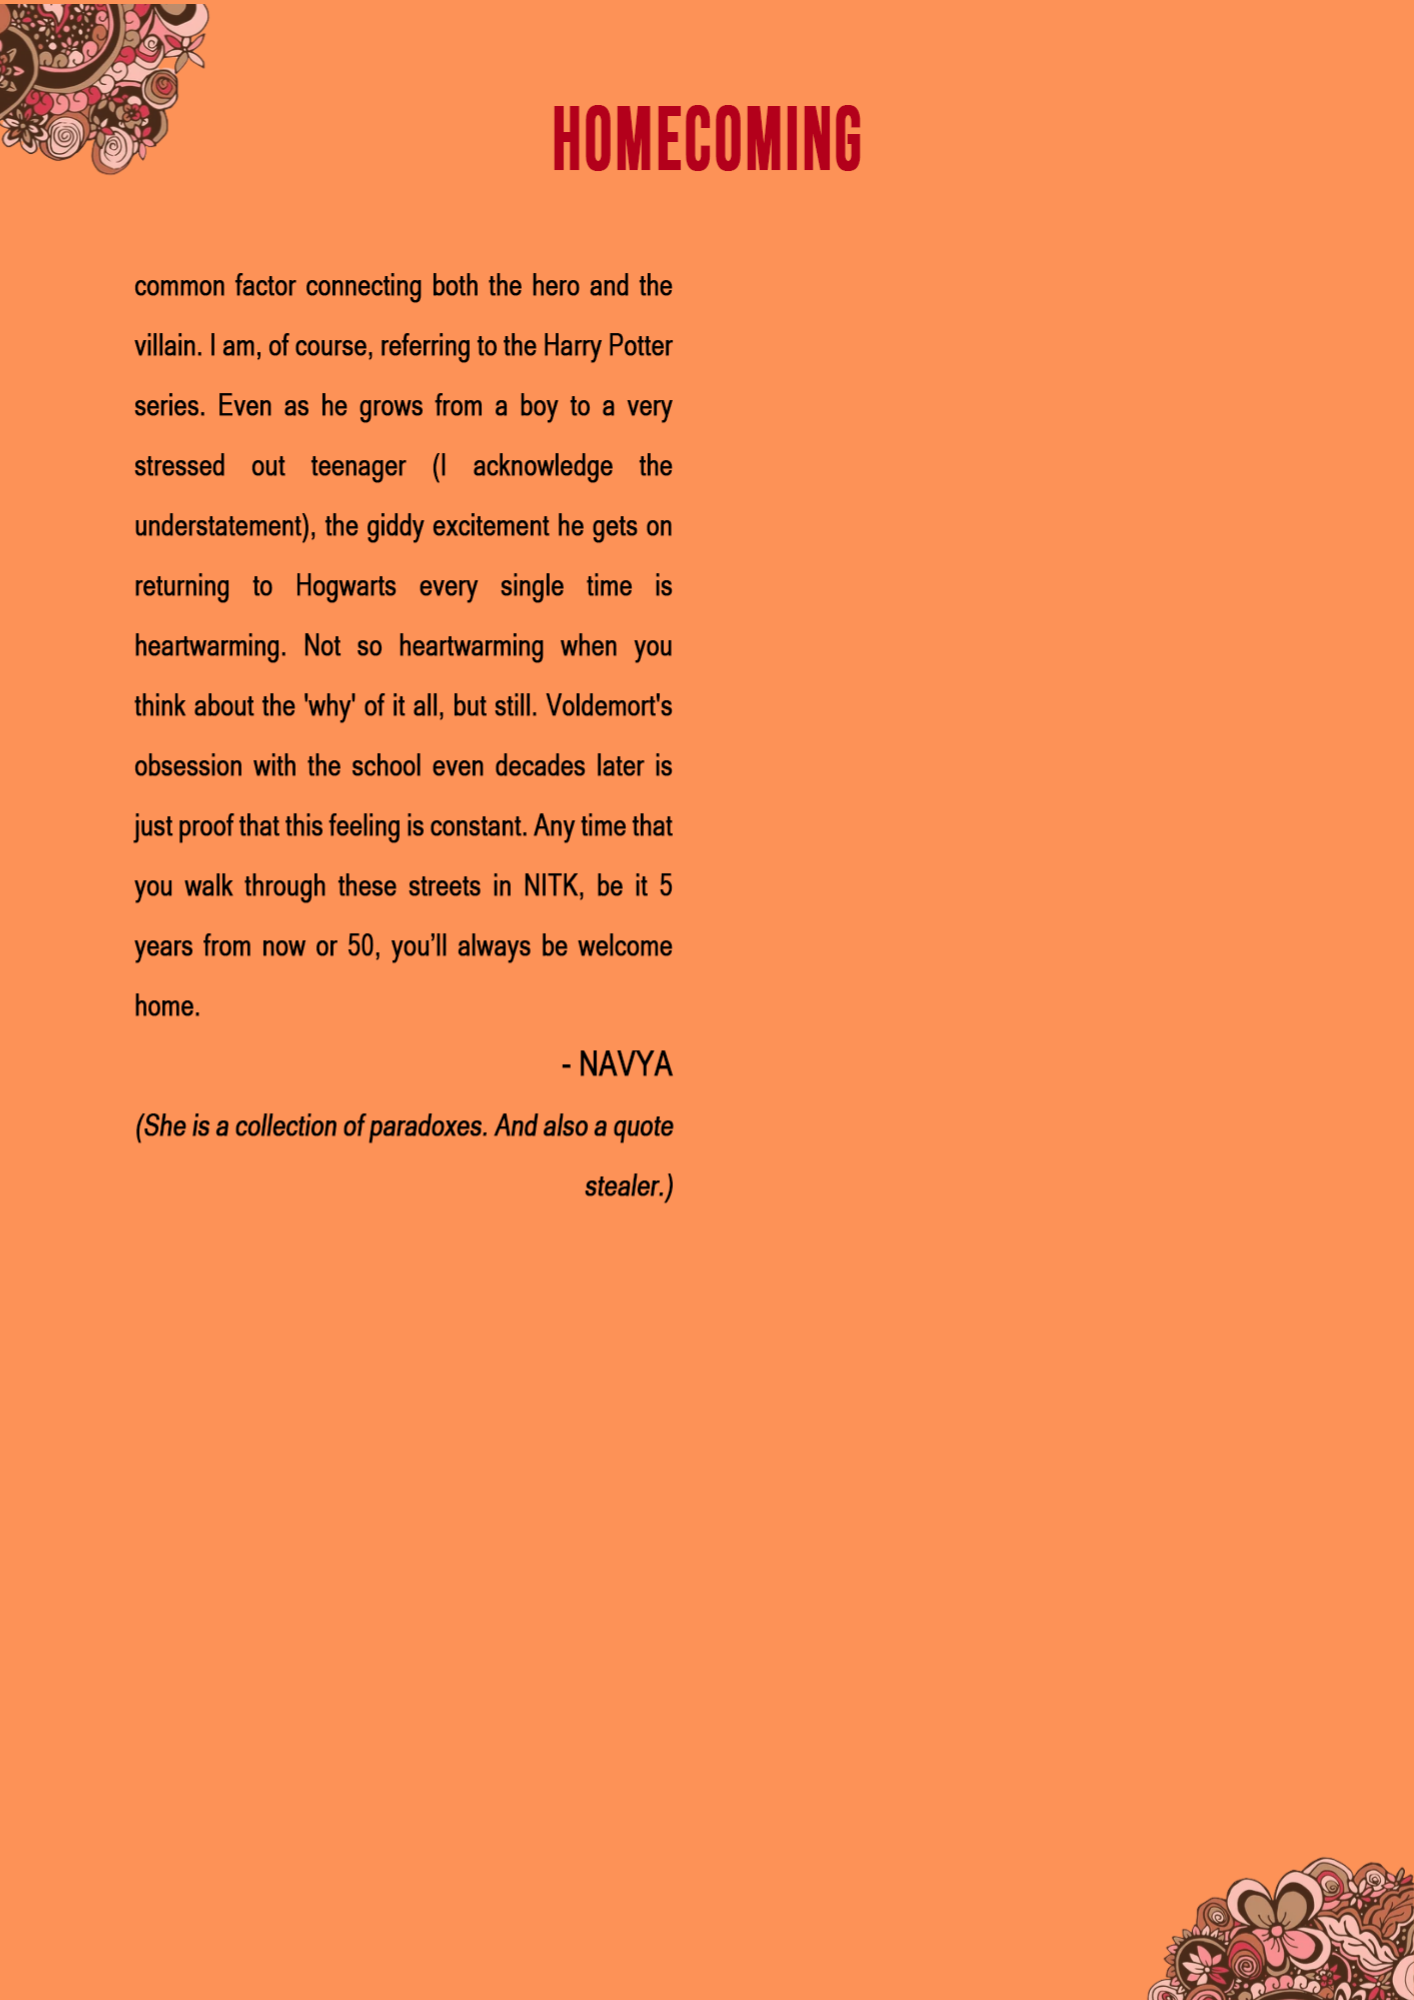 HOMECOMING
common factor connecting both the hero and the
villain. I am, of course, referring to the Harry Potter
series. Even as he grows from a boy to a very
stressed out teenager (I acknowledge the
understatement), the giddy excitement he gets on
returning to Hogwarts every single time is
heartwarming. Not so heartwarming when you
think about the 'why' of it all, but still. Voldemort's
obsession with the school even decades later is
just proof that this feeling is constant. Any time that
you walk through these streets in NITK, be it 5
years from now or 50, you’ll always be welcome
home.
- NAVYA
(She is a collection of paradoxes. And also a quote
stealer.)